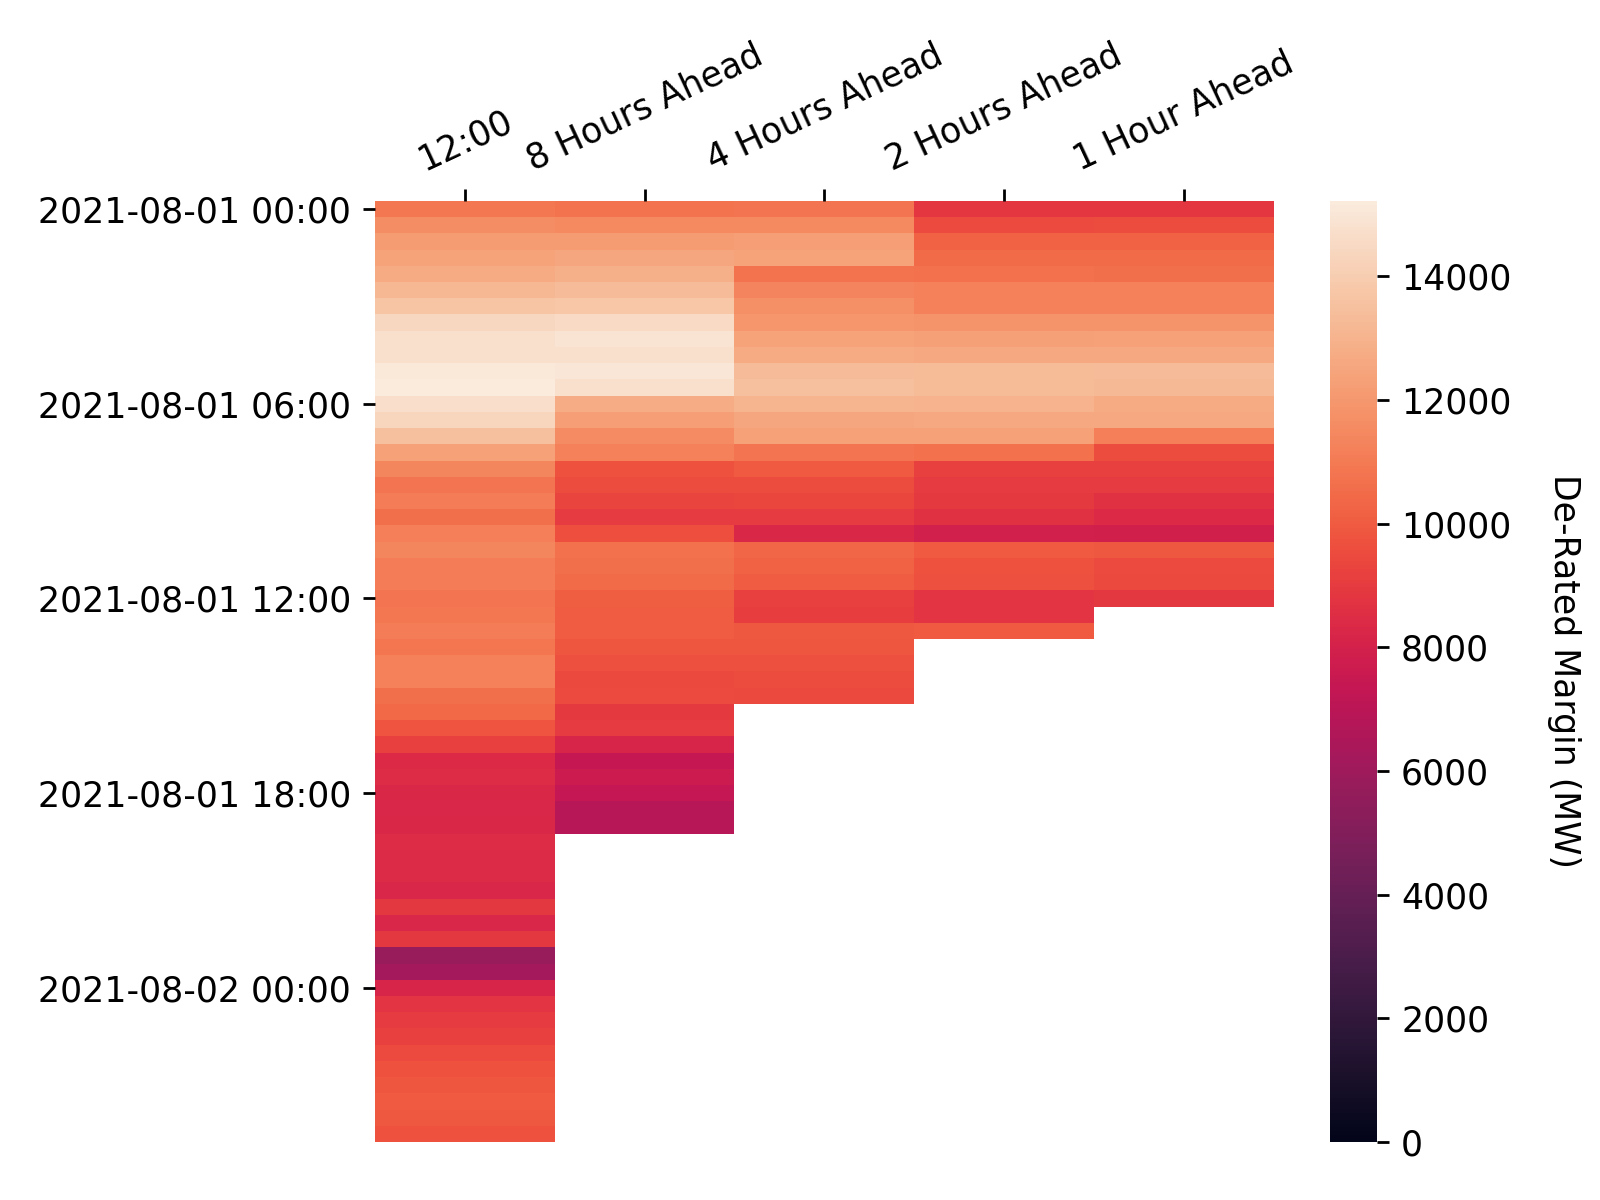 12:00
8 Hours Ahead
4 Hours Ahead
2 Hours Ahead
1 Hour Ahead
2021-08-01 00:00
2021-08-01 06:00
2021-08-01 12:00
2021-08-01 18:00
2021-08-02 00:00
14000
12000
10000
8000
6000
4000
2000
0
De-Rated Margin (MW)